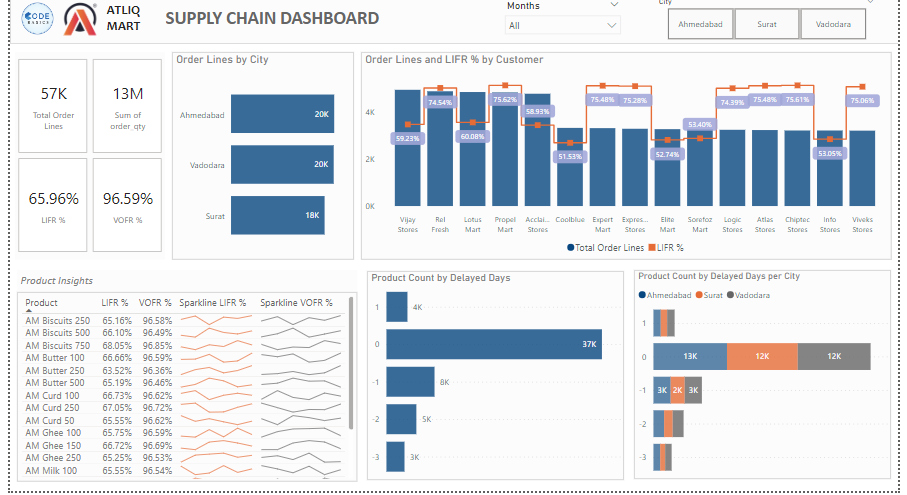 CODE
BASICS
ATLIQ
MART
SUPPLY CHAIN DASHBOARD
Months
All
City
Ahmedabad
Surat
Vadodara
57K
Total Order
Lines
13M
Sum of
order_qty
65.96%
LIFR %
96.59%
VOFR %
Order Lines by City
Ahmedabad
20K
Vadodara
20K
Surat
18K
Order Lines and LIFR % by Customer
4K
2K
0K
59.23%
74.54%
60.08%
75.62%
58.93%
51.53%
75.48%
75.28%
52.74%
53.40%
74.39%
75.48%
75.61%
53.05%
75.06%
Vijay
Stores
Rel
Fresh
Lotus
Mart
Propel
Mart
Acclai...
Stores
Coolblue
Expert
Mart
Expres...
Stores
Elite
Mart
Sorefoz
Mart
Logic
Stores
Atlas
Stores
Chiptec
Stores
Info
Stores
Viveks
Stores
Total Order Lines LIFR %
Product Insights
Product LIFR % VOFR % Sparkline LIFR % Sparkline VOFR %
AM Biscuits 250 65.16% 96.58%
AM Biscuits 500 66.10% 96.49%
AM Biscuits 750 68.05% 96.85%
AM Butter 100 66.66% 96.59%
AM Butter 250 63.52% 96.36%
AM Butter 500 65.19% 96.46%
AM Curd 100 66.73% 96.62%
AM Curd 250 67.05% 96.72%
AM Curd 50 65.55% 96.62%
AM Ghee 100 65.75% 96.59%
AM Ghee 150 66.72% 96.69%
AM Ghee 250 65.25% 96.53%
AM Milk 100 65.55% 96.54%
Product Count by Delayed Days
1 4K
0 37K
-1 8K
-2 5K
-3 3K
Product Count by Delayed Days per City
Ahmedabad Surat Vadodara
1
0 13K 12K 12K
-1 3K 2K 3K
-2
-3